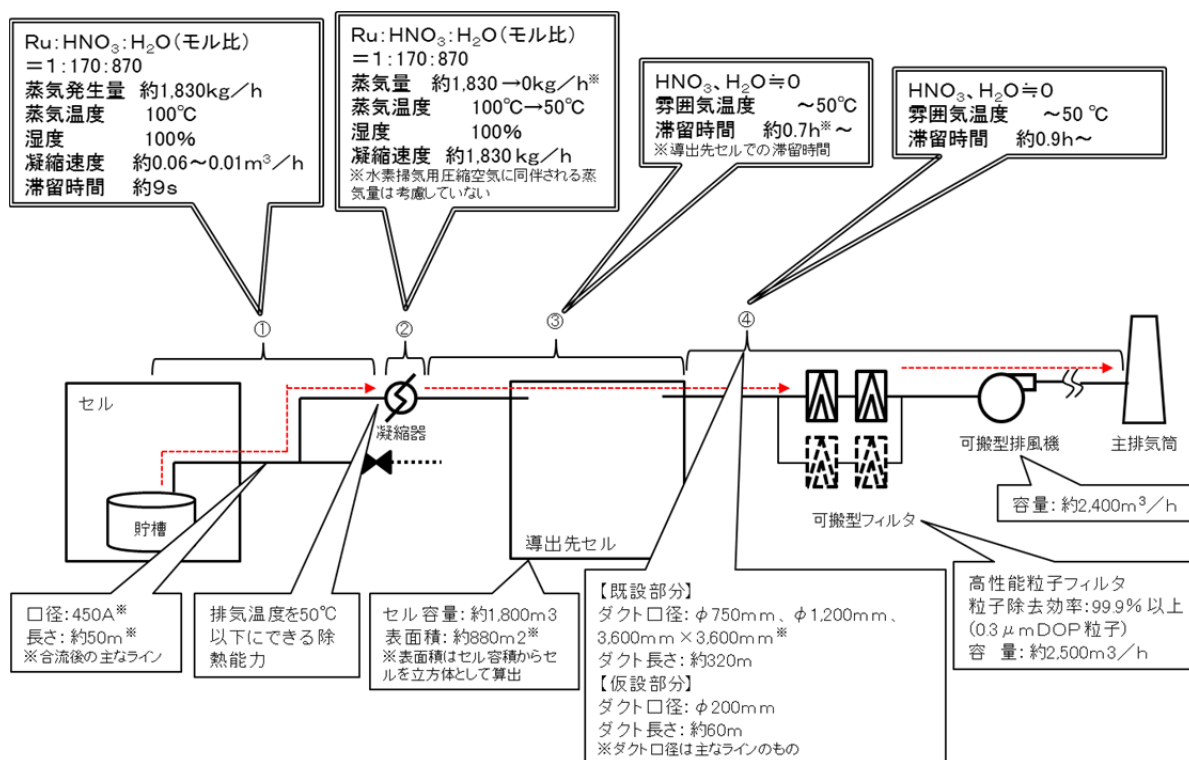 Ru:HNO₃:H₂O(モル比)
=1:170:870
蒸気発生量 約1,830kg/h
蒸気温度 100℃
湿度 100%
凝縮速度 約0.06~0.01m³/h
滞留時間 約9s
Ru:HNO₃:H₂O(モル比)
=1:170:870
蒸気量 約1,830→0kg/h※
蒸気温度 100℃→50℃
湿度 100%
凝縮速度 約1,830kg/h
※水素掃気用圧縮空気に同伴される蒸
気量は考慮していない
HNO₃、H₂O≒0
雰囲気温度 ~50℃
滞留時間 約0.7h※~
※導出先セルでの滞留時間
HNO₃、H₂O≒0
雰囲気温度 ~50℃
滞留時間 約0.9h~
①
②
③
④
セル
貯槽
凝縮器
導出先セル
可搬型フィルタ
可搬型排風機
主排気筒
口径:450A※
長さ:約50m※
※合流後の主なライン
排気温度を50℃
以下にできる除
熱能力
セル容量:約1,800m3
表面積:約880m2※
※表面積はセル容積からセ
ルを立方体として算出
【既設部分】
ダクト口径:φ750mm、φ1,200mm、
3,600mm×3,600mm※
ダクト長さ:約320m
【仮設部分】
ダクト口径:φ200mm
ダクト長さ:約60m
※ダクト口径は主なラインのもの
容量:約2,400m³/h
高性能粒子フィルタ
粒子除去効率:99.9%以上
(0.3μmDOP粒子)
容 量:約2,500m3/h